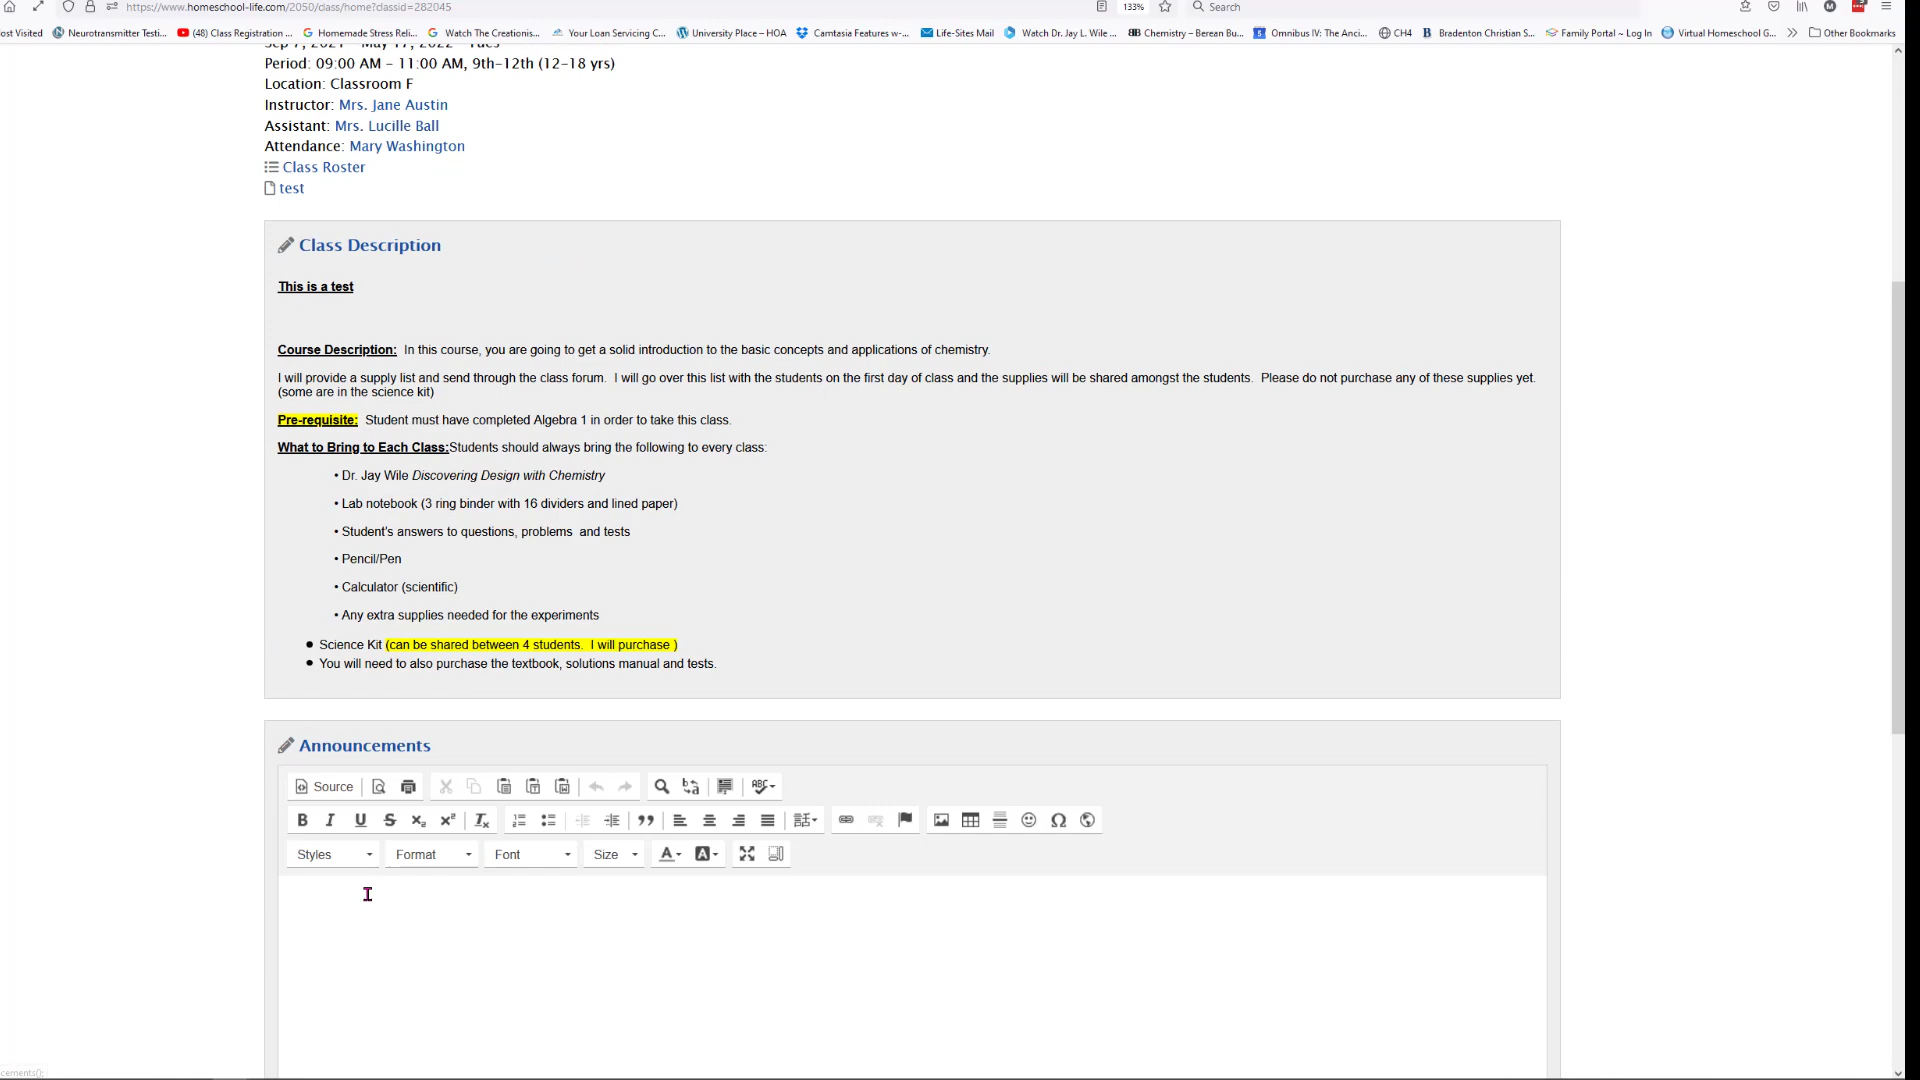 https://www.homeschool-life.com/2050/class/home?classid=282045
133%
Search
ost Visited
Neurotransmitter Testi...
(48) Class Registration ...
Homemade Stress Reli...
Watch The Creationis...
Your Loan Servicing C...
University Place – HOA
Camtasia Features w-...
Life-Sites Mail
Watch Dr. Jay L. Wile ...
Chemistry – Berean Bu...
Omnibus IV: The Anci...
CH4
Bradenton Christian S...
Family Portal ~ Log In
Virtual Homeschool G...
Other Bookmarks
Sep 7, 2021 – May 17, 2022 – Tues
Period: 09:00 AM – 11:00 AM, 9th-12th (12-18 yrs)
Location: Classroom F
Instructor: Mrs. Jane Austin
Assistant: Mrs. Lucille Ball
Attendance: Mary Washington
Class Roster
test
Class Description
This is a test
Course Description: In this course, you are going to get a solid introduction to the basic concepts and applications of chemistry.
I will provide a supply list and send through the class forum. I will go over this list with the students on the first day of class and the supplies will be shared amongst the students. Please do not purchase any of these supplies yet.
(some are in the science kit)
Pre-requisite: Student must have completed Algebra 1 in order to take this class.
What to Bring to Each Class:Students should always bring the following to every class:
• Dr. Jay Wile Discovering Design with Chemistry
• Lab notebook (3 ring binder with 16 dividers and lined paper)
• Student's answers to questions, problems and tests
• Pencil/Pen
• Calculator (scientific)
• Any extra supplies needed for the experiments
• Science Kit (can be shared between 4 students. I will purchase )
• You will need to also purchase the textbook, solutions manual and tests.
Announcements
Source
Styles
Format
Font
Size
cements();